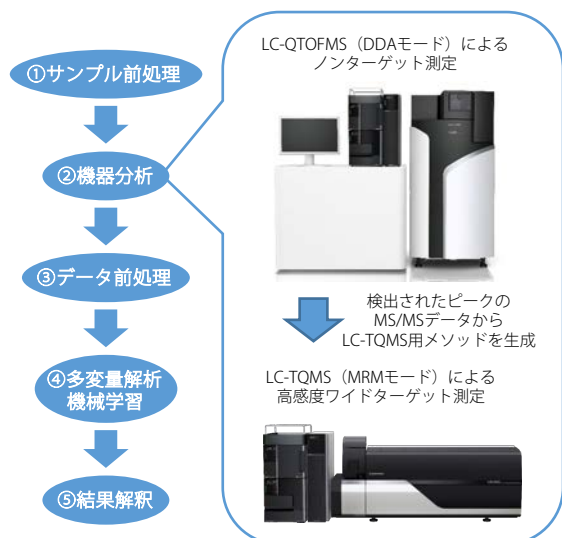 ①サンプル前処理
②機器分析
③データ前処理
④多変量解析
機械学習
⑤結果解釈
LC-QTOFMS（DDAモード）による
ノンターゲット測定
検出されたピークの
MS/MSデータから
LC-TQMS用メソッドを生成
LC-TQMS（MRMモード）による
高感度ワイドターゲット測定